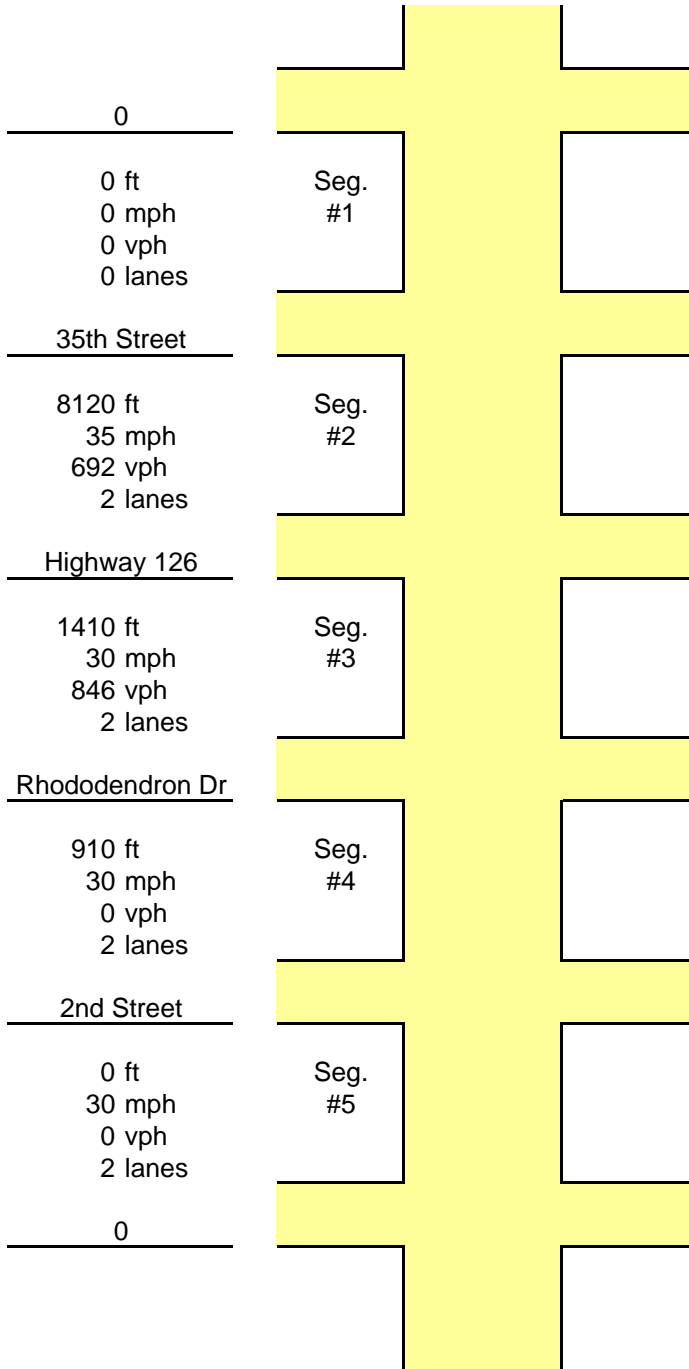 0
0 ft Seg.
0 mph #1
0 vph
0 lanes
35th Street
8120 ft Seg.
35 mph #2
692 vph
2 lanes
Highway 126
1410 ft Seg.
30 mph #3
846 vph
2 lanes
Rhododendron Dr
910 ft Seg.
30 mph #4
0 vph
2 lanes
2nd Street
0 ft Seg.
30 mph #5
0 vph
2 lanes
0